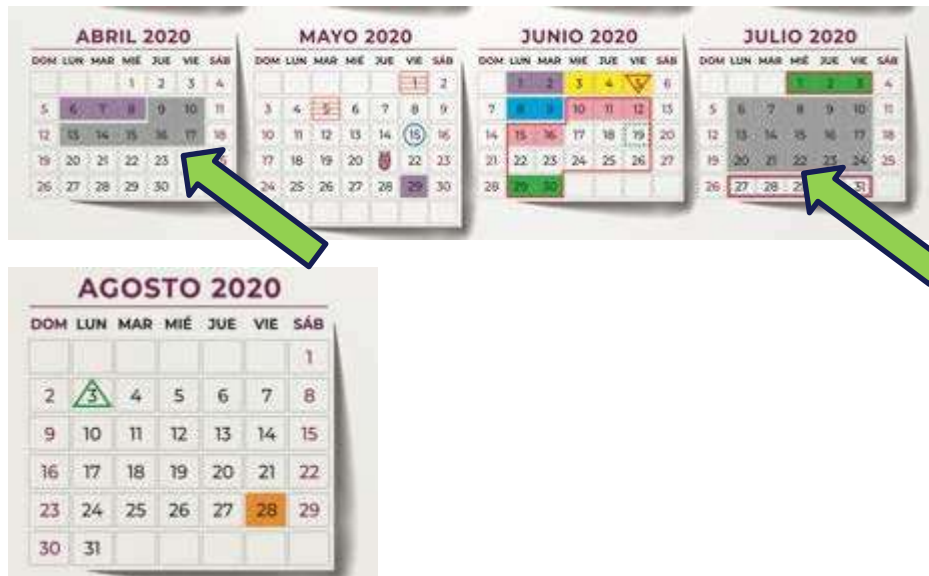 ABRIL 2020
DOM LUN MAR MIÉ JUE VIE SÁB
1 2 3 4
5 6 7 8 9 10 11
12 13 14 15 16 17 18
19 20 21 22 23
26 27 28 29 30
MAYO 2020
DOM LUN MAR MIÉ JUE VIE SÁB
1 2
3 4 5 6 7 8 9
10 11 12 13 14 15 16
17 18 19 20 22 23
24 25 26 27 28 29 30
JUNIO 2020
DOM LUN MAR MIÉ JUE VIE SÁB
1 2 3 4 5 6
7 8 9 10 11 12 13
14 15 16 17 18 19 20
21 22 23 24 25 26 27
28 29 30
JULIO 2020
DOM LUN MAR MIÉ JUE VIE SÁB
1 2 3 4
5 6 7 8 9 10 11
12 13 14 15 16 17 18
19 20 21 22 23 24 25
26 27 28 29 31
AGOSTO 2020
DOM LUN MAR MIÉ JUE VIE SÁB
1
2 3 4 5 6 7 8
9 10 11 12 13 14 15
16 17 18 19 20 21 22
23 24 25 26 27 28 29
30 31